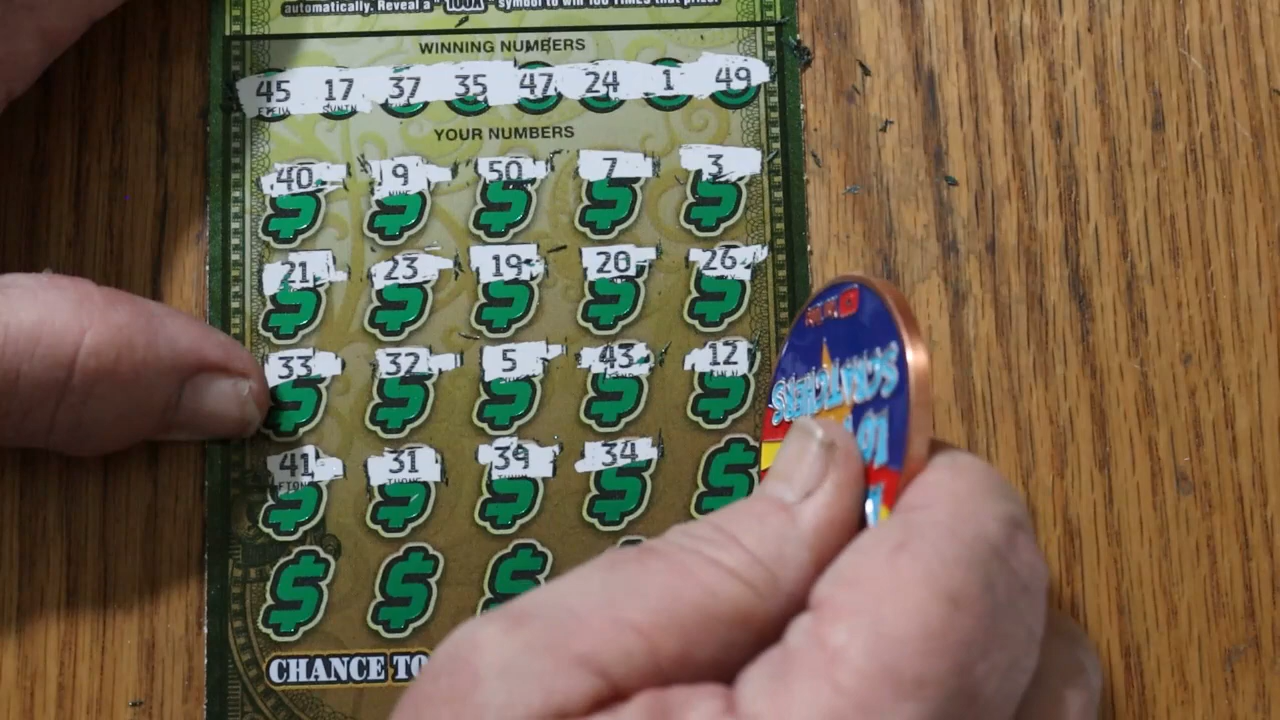 automatically. Reveal a "100X" symbol to win 100 TIMES that prize.
WINNING NUMBERS
45 17 37 35 47 24 1 49
YOUR NUMBERS
40 9 50 7 3
21 23 19 20 26
33 32 5 43 12
41 31 39 34
CHANCE TO
SCRATCHERS